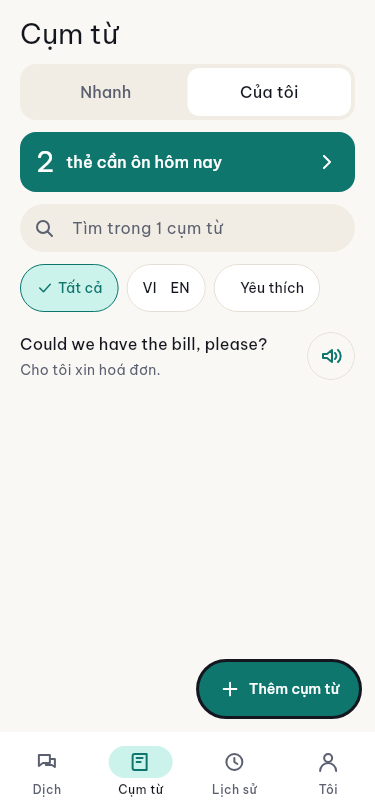 Cụm từ
Nhanh
Của tôi
2 thẻ cần ôn hôm nay
Tìm trong 1 cụm từ
Tất cả
VI EN
Yêu thích
Could we have the bill, please?
Cho tôi xin hoá đơn.
Thêm cụm từ
Dịch
Cụm từ
Lịch sử
Tôi